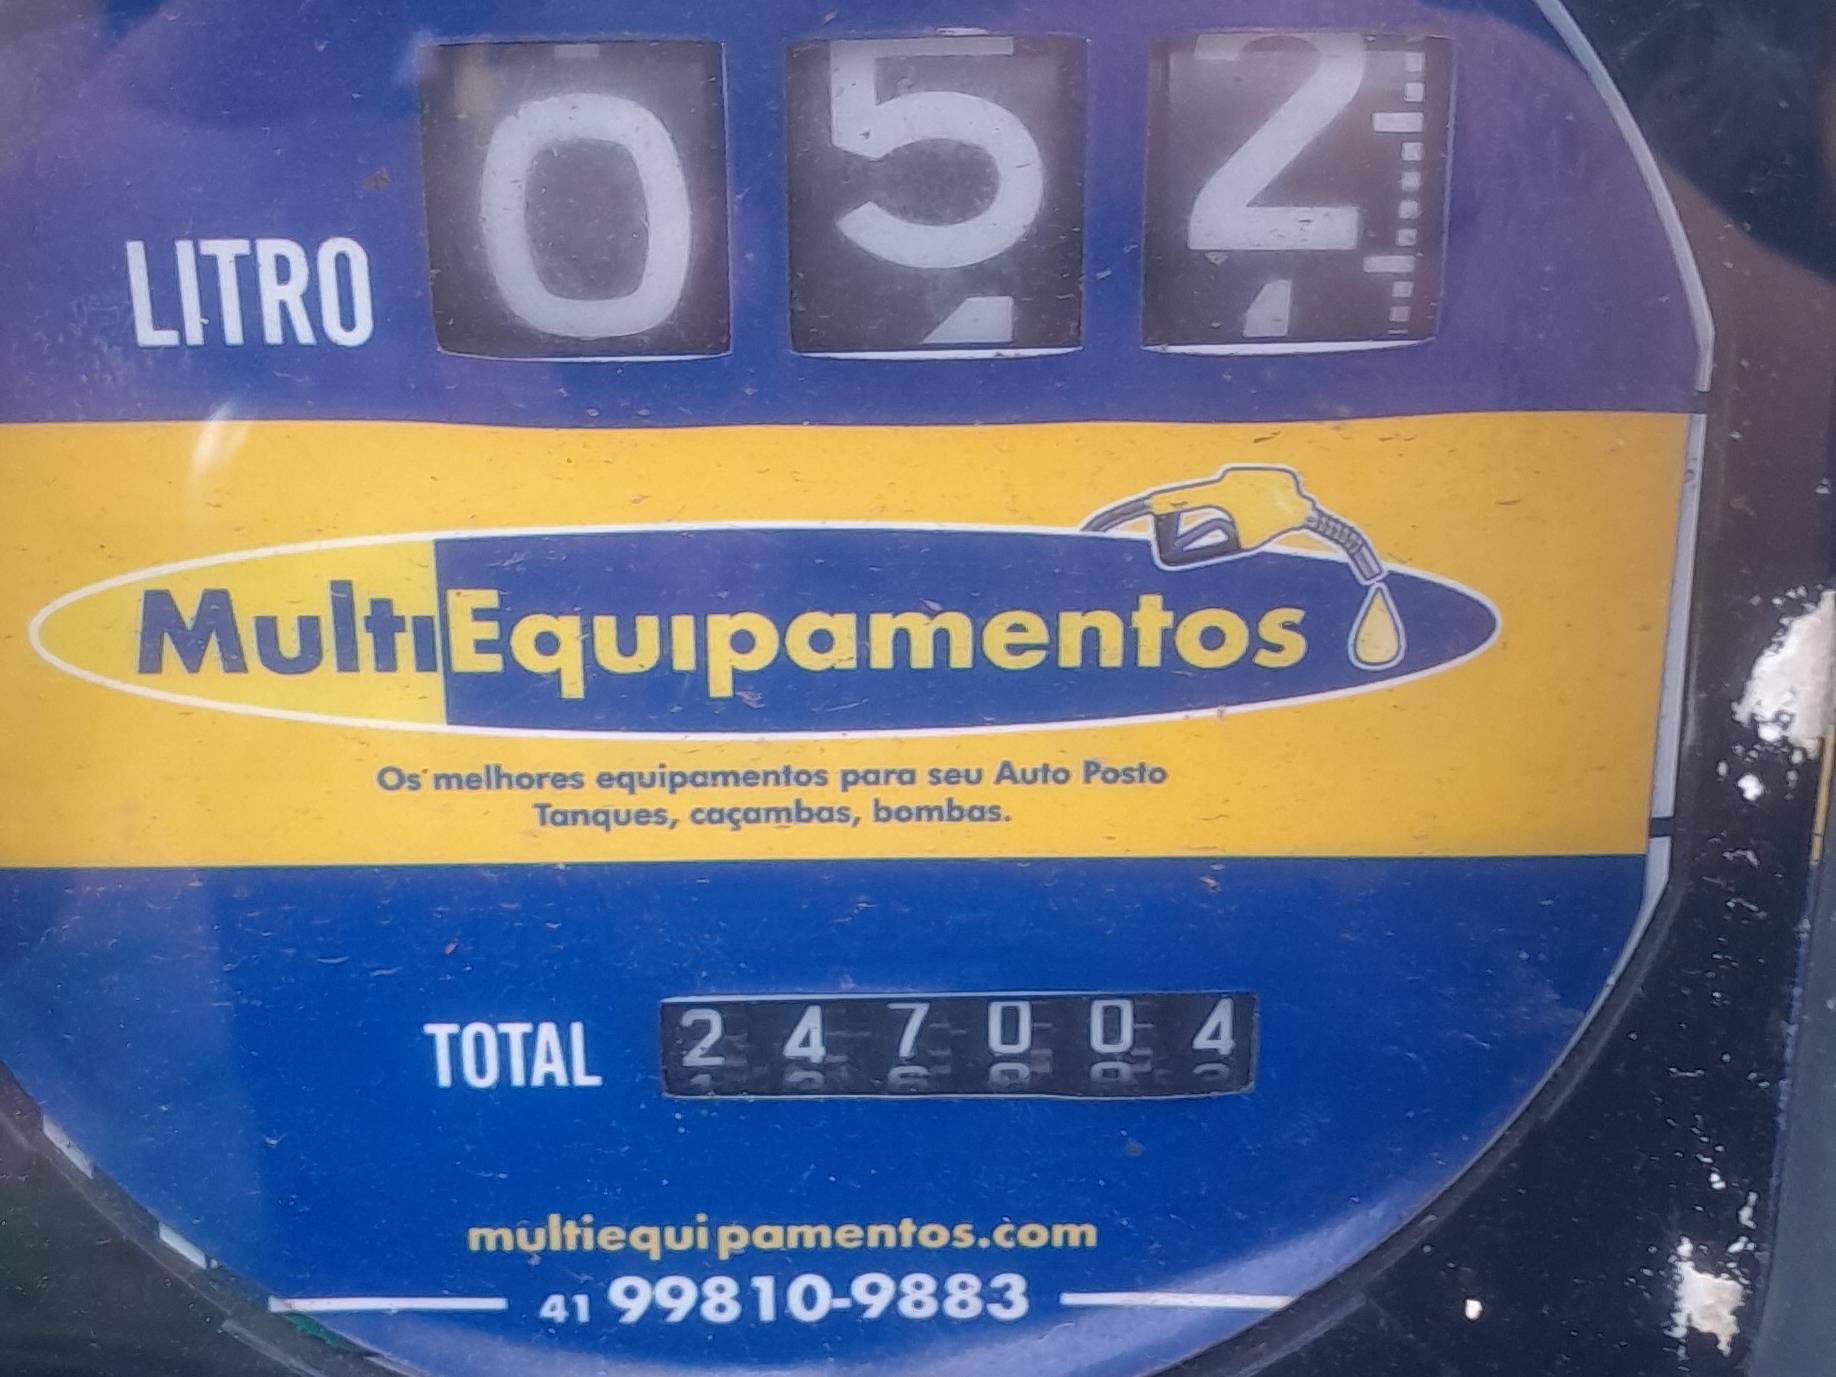 LITRO 052
MultiEquipamentos
Os melhores equipamentos para seu Auto Posto
Tanques, caçambas, bombas.
TOTAL 247004
multiequipamentos.com
41 99810-9883